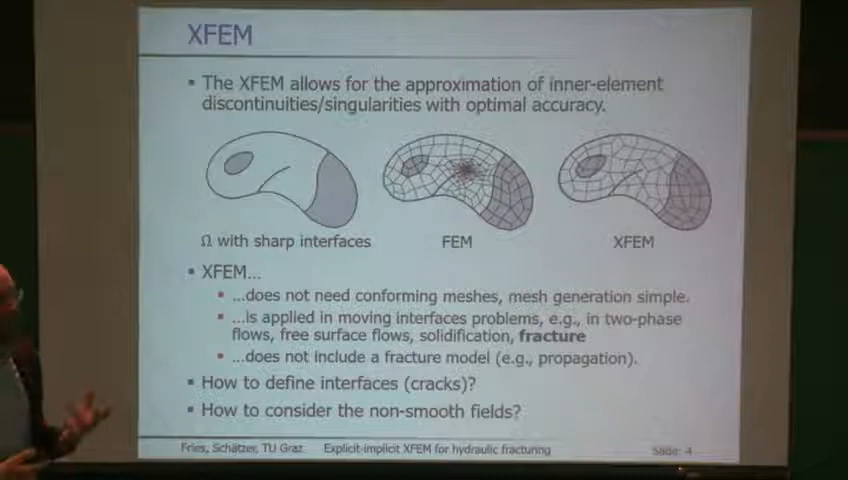 XFEM
▪ The XFEM allows for the approximation of inner-element
discontinuities/singularities with optimal accuracy.
Ω with sharp interfaces
FEM
XFEM
▪ XFEM...
▪ ...does not need conforming meshes, mesh generation simple.
▪ ...is applied in moving interfaces problems, e.g., in two-phase
flows, free surface flows, solidification, fracture
▪ ...does not include a fracture model (e.g., propagation).
▪ How to define interfaces (cracks)?
▪ How to consider the non-smooth fields?
Fries, Schätzer, TU Graz Explicit-implicit XFEM for hydraulic fracturing Slide: 4